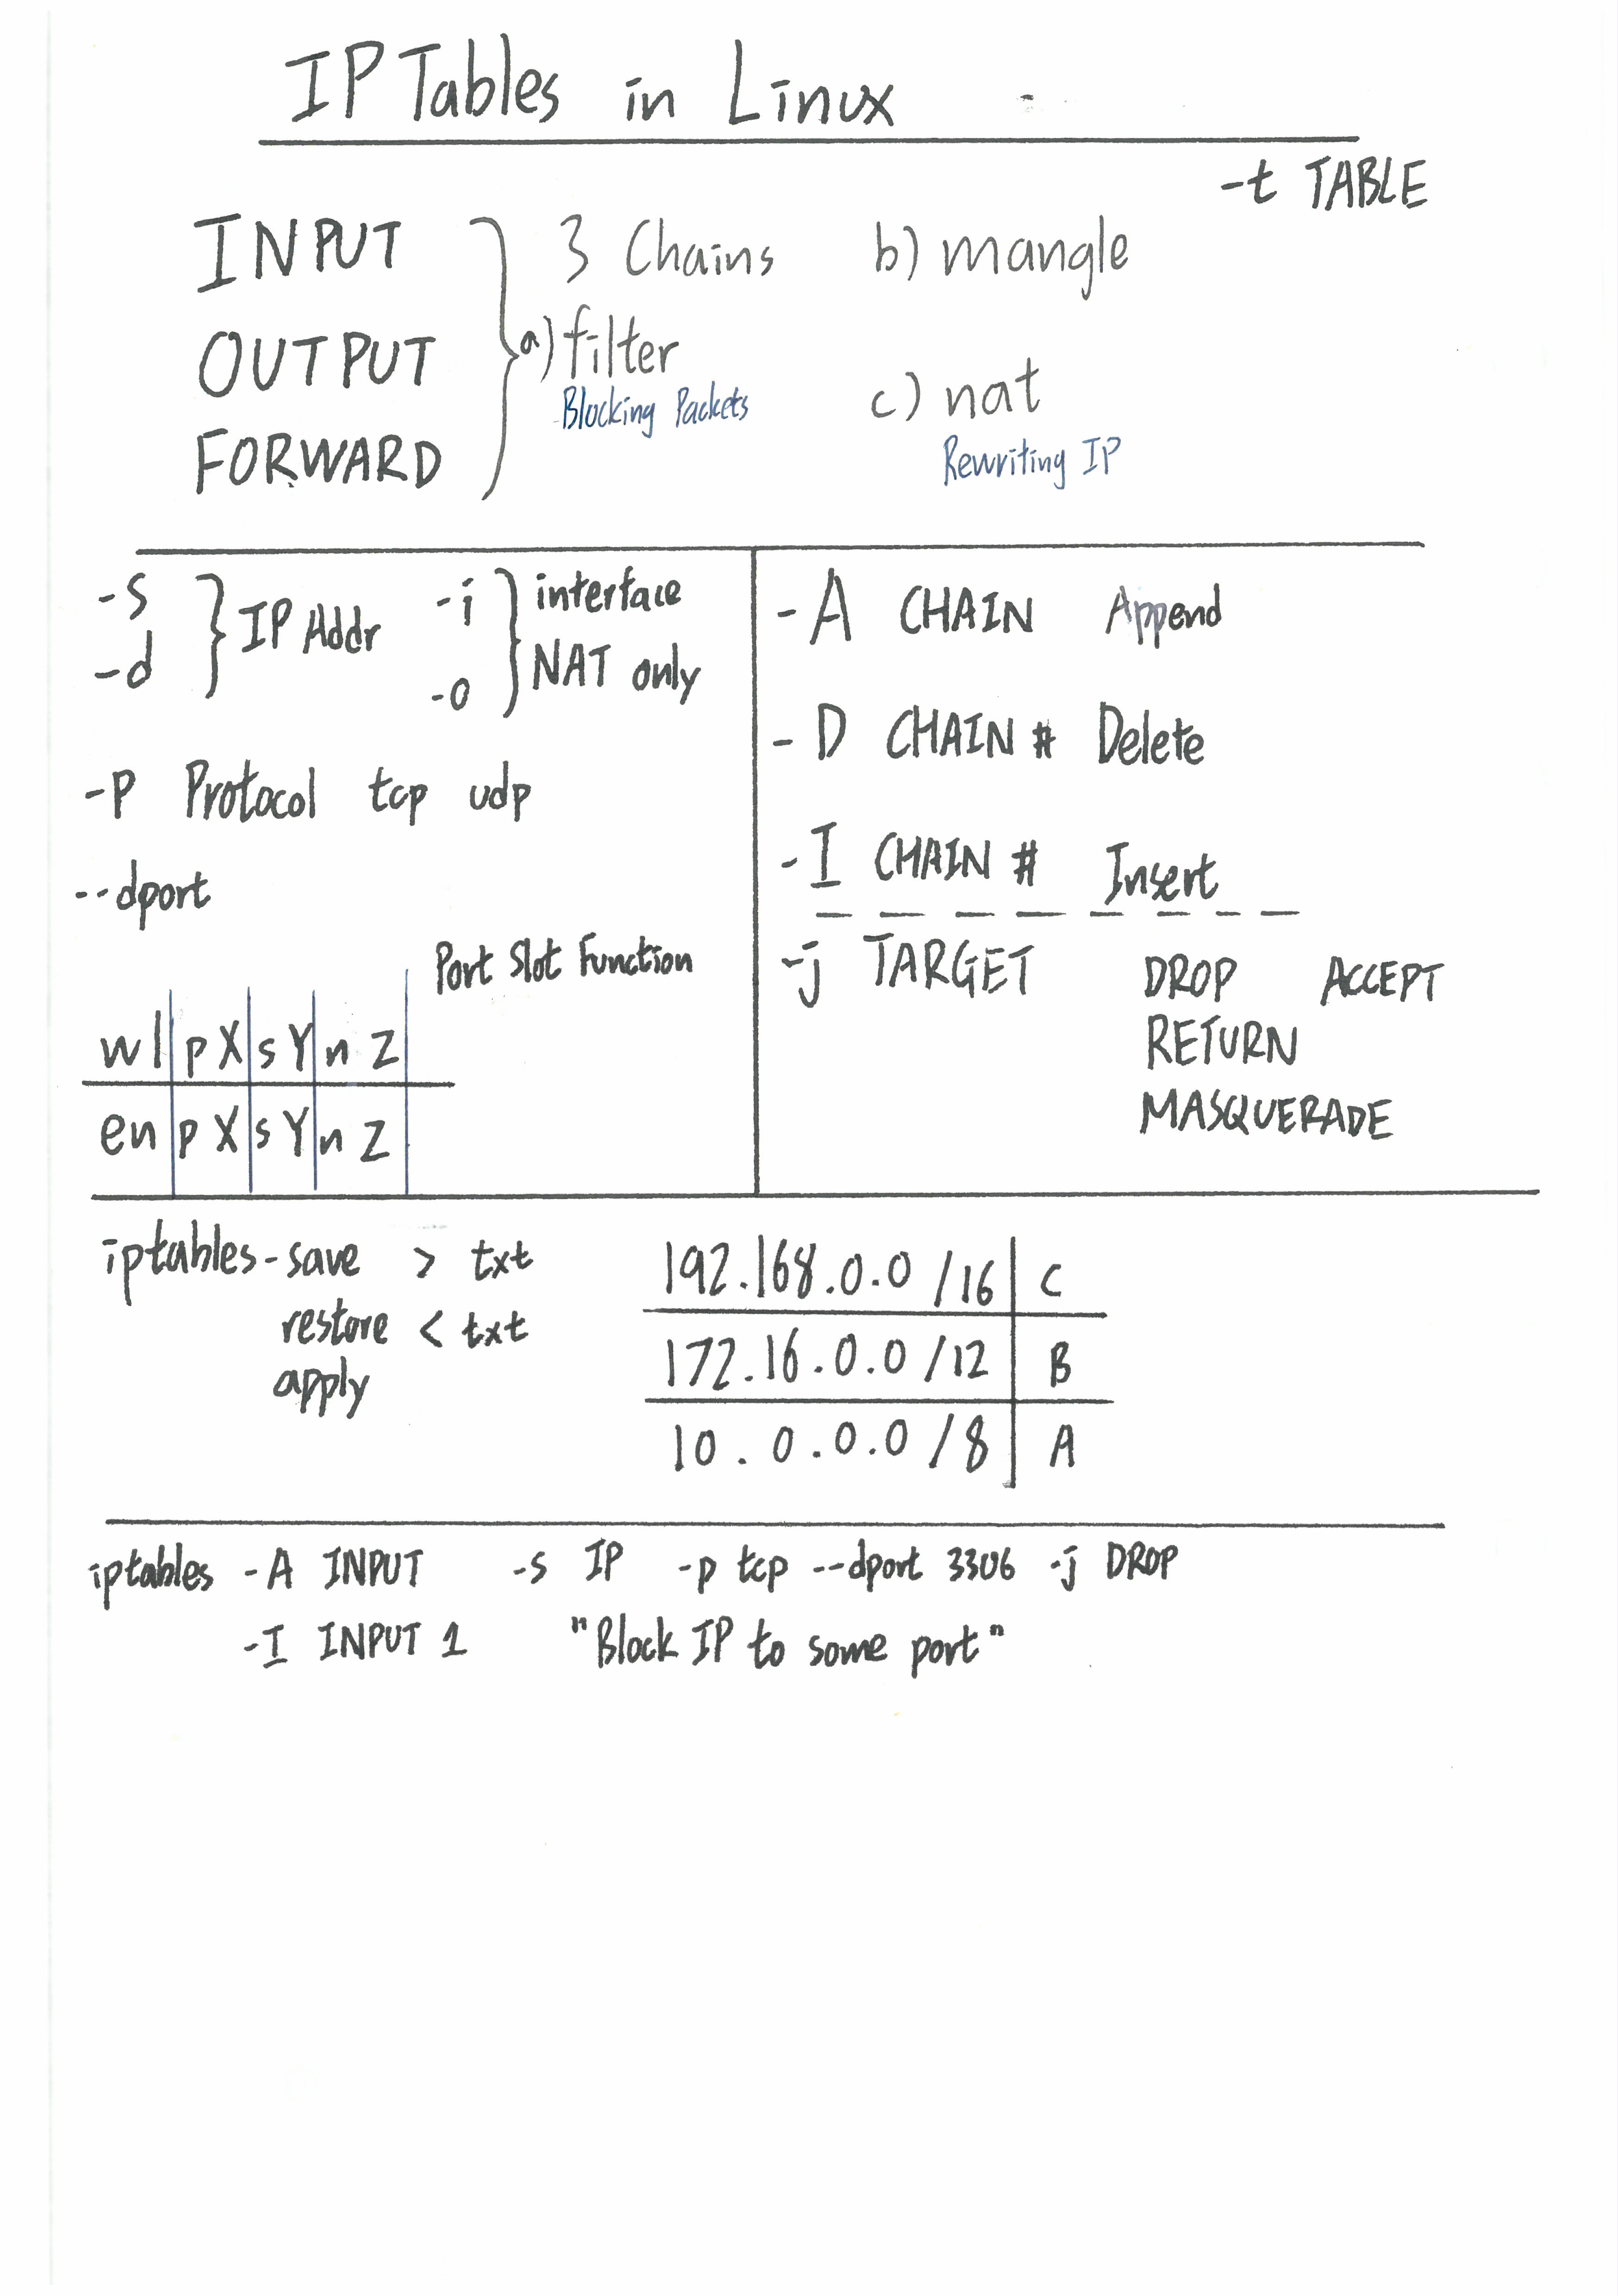 IP Tables in Linux
-t TABLE
INPUT
OUTPUT
FORWARD
3 Chains
a) filter
Blocking Packets
b) mangle
c) nat
Rewriting IP
-s
-d
IP Addr
-i
-o
interface
NAT only
-p Protocol tcp udp
--dport
Port Slot Function
wl pX sY n Z
en pX sY n Z
-A CHAIN Append
-D CHAIN # Delete
-I CHAIN # Insert
-j TARGET DROP ACCEPT
RETURN
MASQUERADE
iptables-save > txt
restore < txt
apply
192.168.0.0 /16 C
172.16.0.0 /12 B
10.0.0.0 /8 A
iptables -A INPUT -s IP -p tcp --dport 3306 -j DROP
-I INPUT 1 "Block IP to some port"